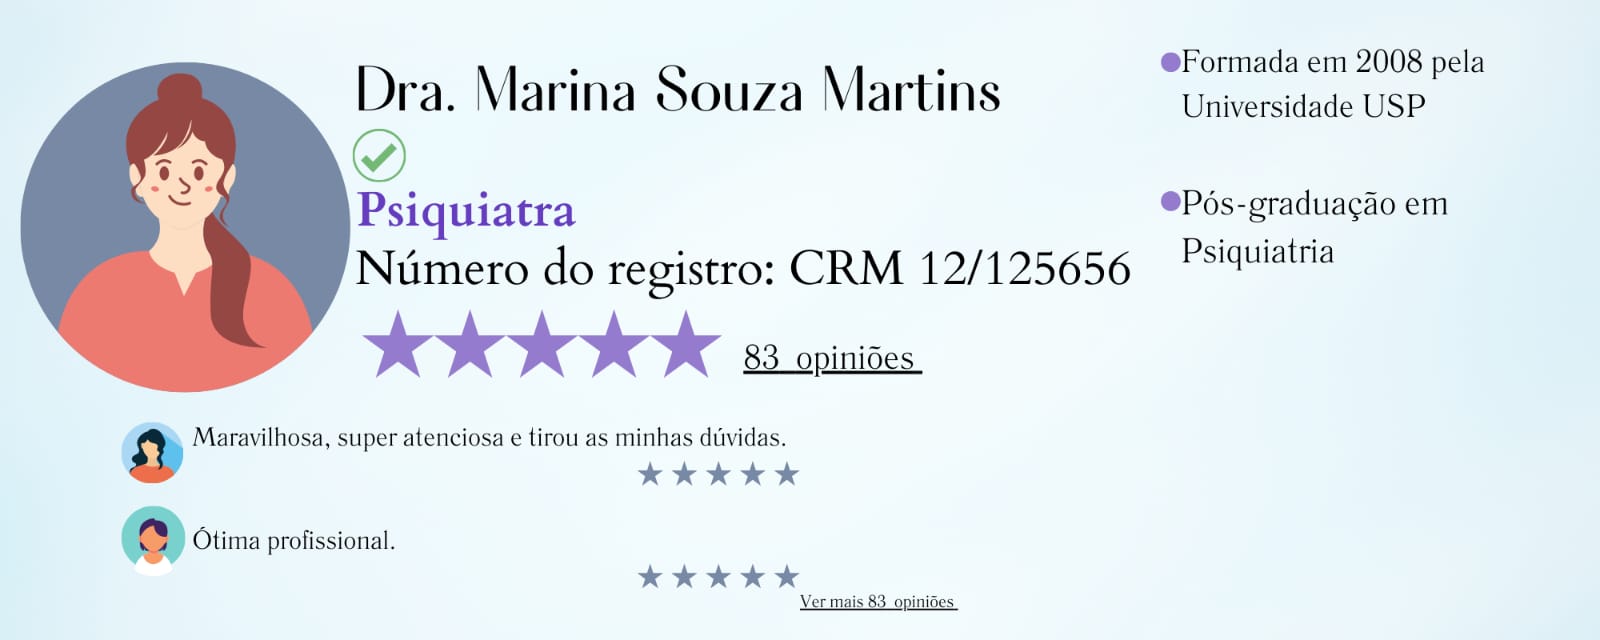 Dra. Marina Souza Martins
Psiquiatra
Número do registro: CRM 12/125656
83 opiniões
Formada em 2008 pela
Universidade USP
Pós-graduação em
Psiquiatria
Maravilhosa, super atenciosa e tirou as minhas dúvidas.
Ótima profissional.
Ver mais 83 opiniões